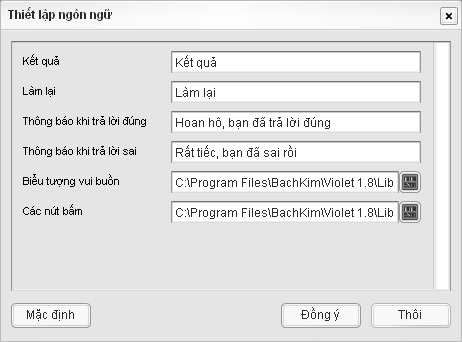 Thiết lập ngôn ngữ
Kết quả Kết quả
Làm lại Làm lại
Thông báo khi trả lời đúng Hoan hô, bạn đã trả lời đúng
Thông báo khi trả lời sai Rất tiếc, bạn đã sai rồi
Biểu tượng vui buồn C:\Program Files\BachKim\Violet 1.8\Lib
Các nút bấm C:\Program Files\BachKim\Violet 1.8\Lib
Mặc định Đồng ý Thôi